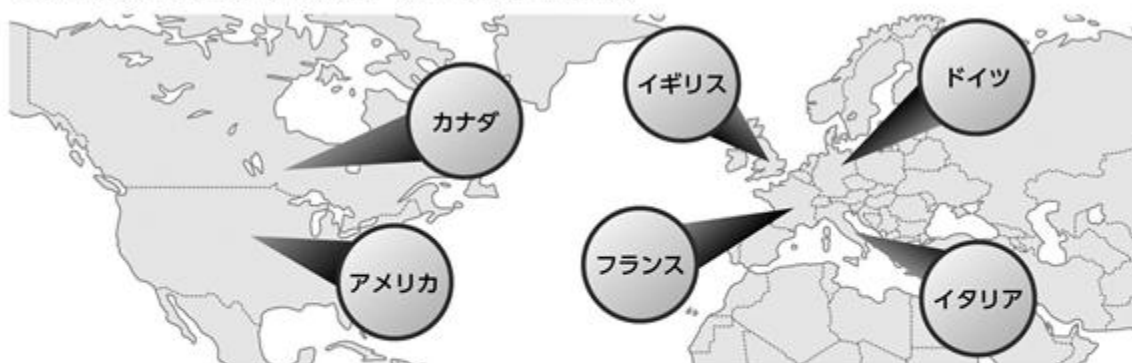 カナダ
アメリカ
イギリス
ドイツ
フランス
イタリア